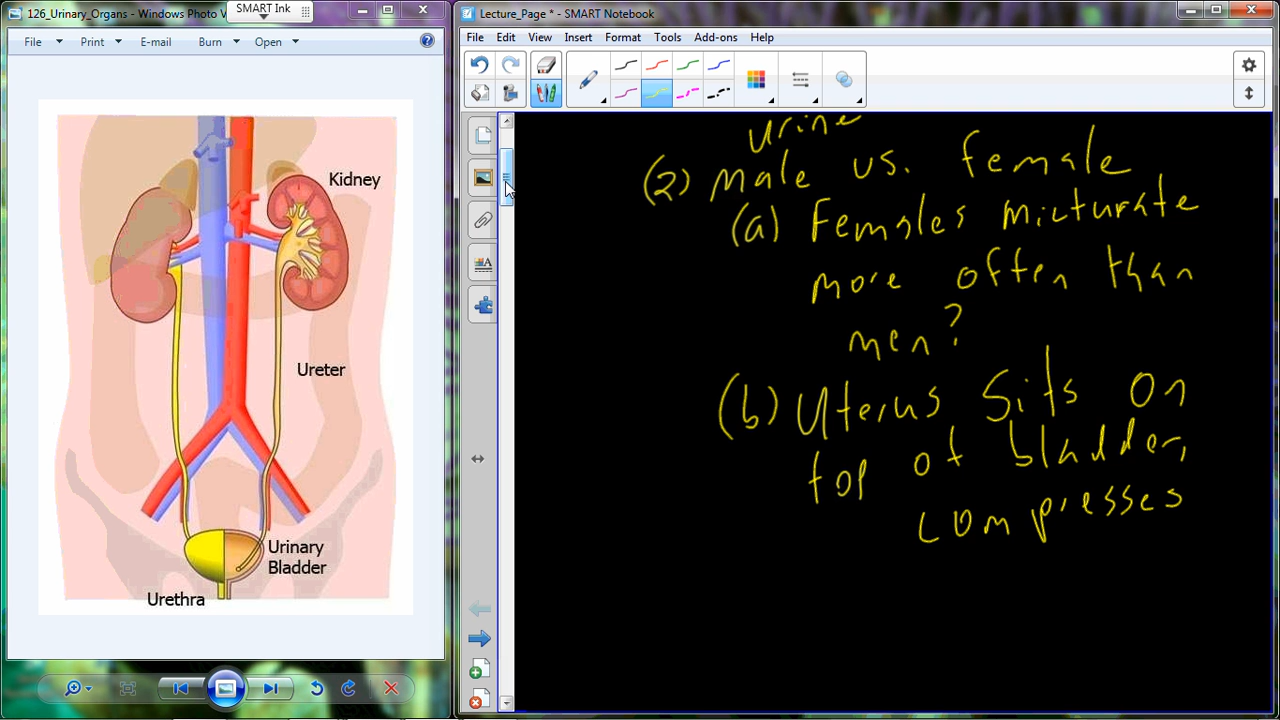 126_Urinary_Organs - Windows Photo V
SMART Ink
File Print E-mail Burn Open
Kidney
Ureter
Urinary
Bladder
Urethra
Lecture_Page * - SMART Notebook
File Edit View Insert Format Tools Add-ons Help
urine
(2) Male vs. female
(a) Females micturate
more often than
men?
(b) Uterus sits on
top of bladder,
compresses